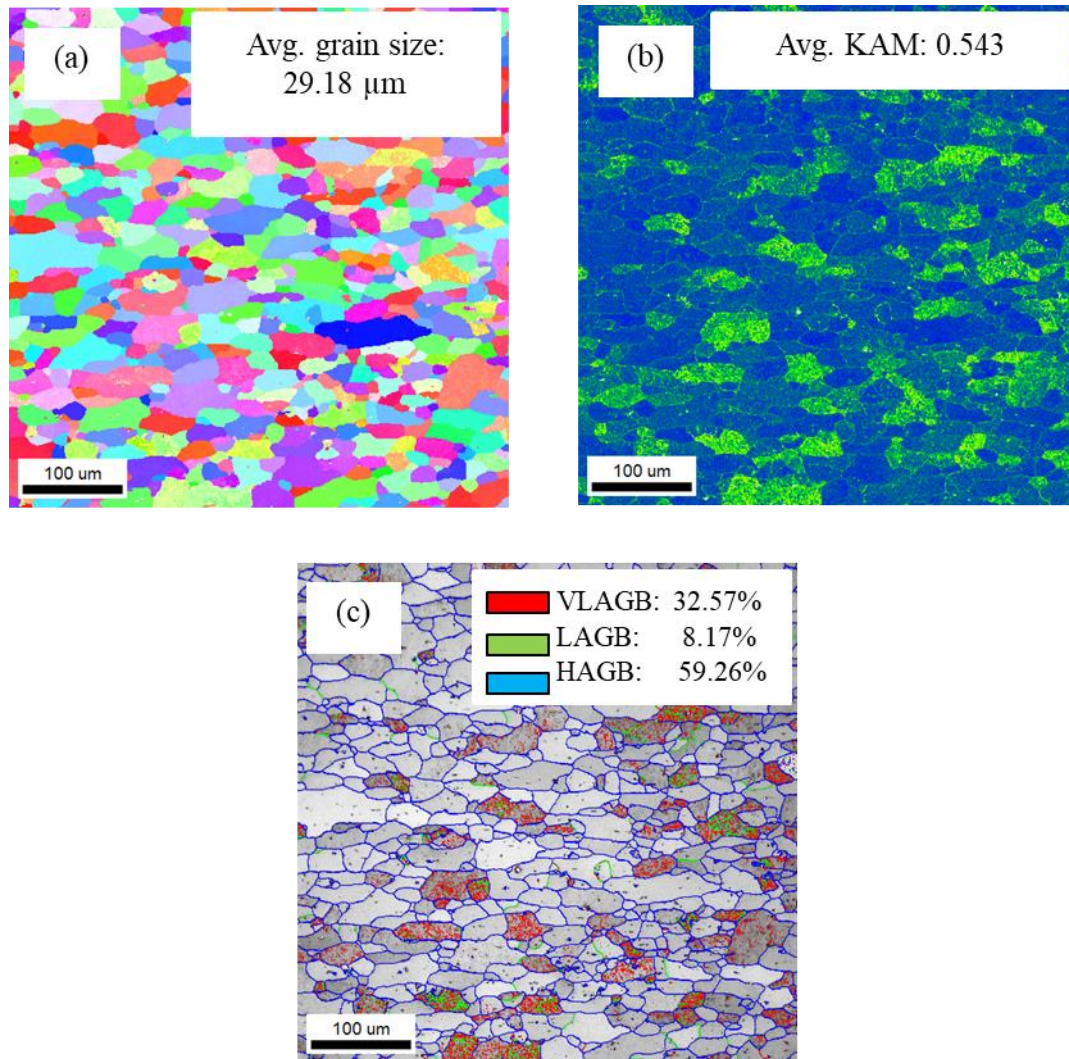 (a)
Avg. grain size:
29.18 µm
100 um
(b)
Avg. KAM: 0.543
100 um
(c)
VLAGB: 32.57%
LAGB: 8.17%
HAGB: 59.26%
100 um